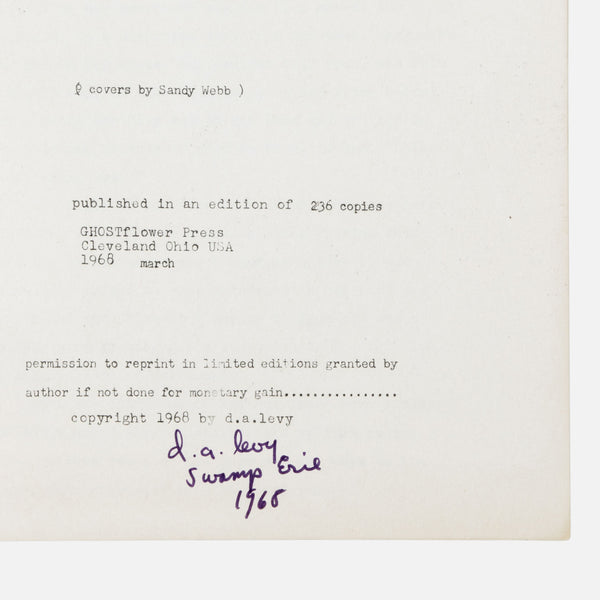 ( covers by Sandy Webb )
published in an edition of 236 copies
GHOSTflower Press
Cleveland Ohio USA
1968 march
permission to reprint in limited editions granted by
author if not done for monetary gain................
copyright 1968 by d.a.levy
d.a. levy
Swamp Erie
1968